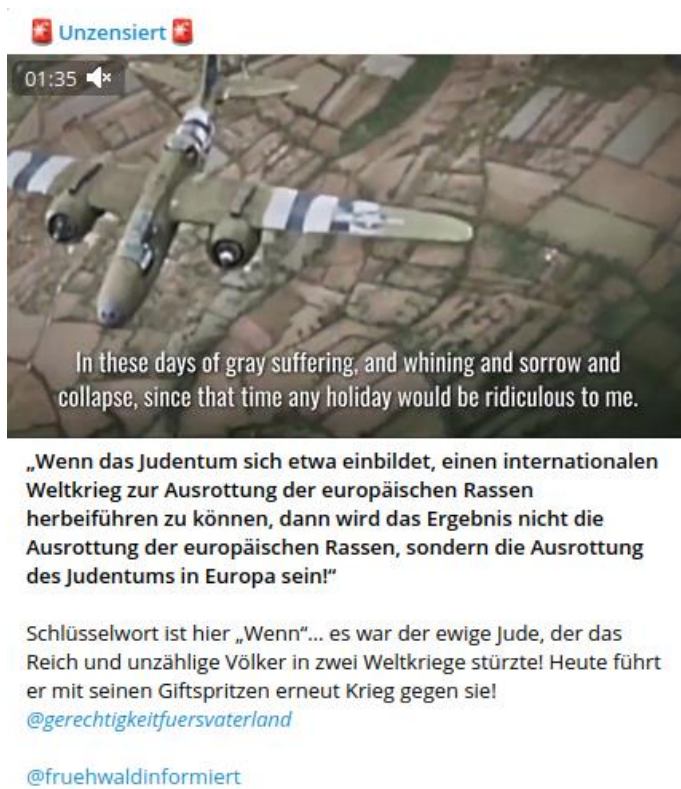 Unzensiert
01:35
In these days of gray suffering, and whining and sorrow and
collapse, since that time any holiday would be ridiculous to me.
„Wenn das Judentum sich etwa einbildet, einen internationalen
Weltkrieg zur Ausrottung der europäischen Rassen
herbeiführen zu können, dann wird das Ergebnis nicht die
Ausrottung der europäischen Rassen, sondern die Ausrottung
des Judentums in Europa sein!“
Schlüsselwort ist hier „Wenn“... es war der ewige Jude, der das
Reich und unzählige Völker in zwei Weltkriege stürzte! Heute führt
er mit seinen Giftspritzen erneut Krieg gegen sie!
@gerechtigkeitfuersvaterland
@fruehwaldinformiert